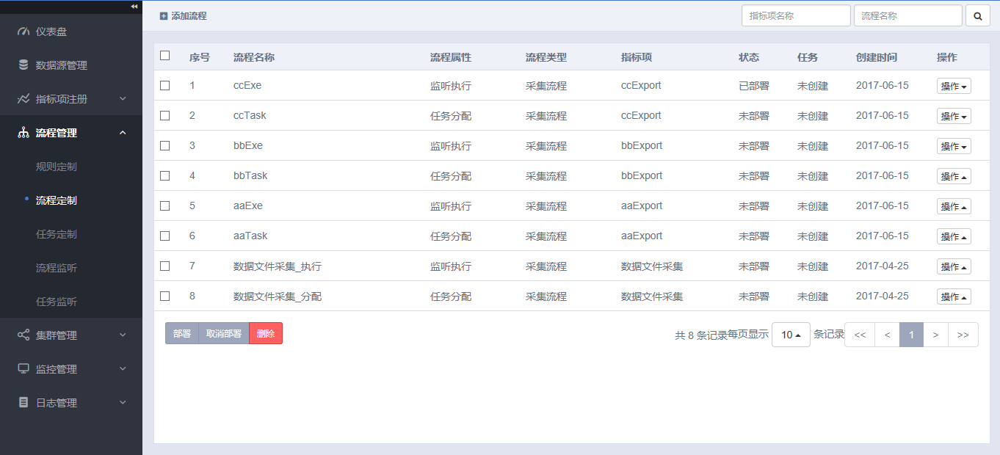 仪表盘
数据源管理
指标项注册
流程管理
规则定制
流程定制
任务定制
流程监听
任务监听
集群管理
监控管理
日志管理
添加流程 指标项名称 流程名称
序号 流程名称 流程属性 流程类型 指标项 状态 任务 创建时间 操作
1 ccExe 监听执行 采集流程 ccExport 已部署 未创建 2017-06-15 操作
2 ccTask 任务分配 采集流程 ccExport 未部署 未创建 2017-06-15 操作
3 bbExe 监听执行 采集流程 bbExport 未部署 未创建 2017-06-15 操作
4 bbTask 任务分配 采集流程 bbExport 未部署 未创建 2017-06-15 操作
5 aaExe 监听执行 采集流程 aaExport 未部署 未创建 2017-06-15 操作
6 aaTask 任务分配 采集流程 aaExport 未部署 未创建 2017-06-15 操作
7 数据文件采集_执行 监听执行 采集流程 数据文件采集 未部署 未创建 2017-04-25 操作
8 数据文件采集_分配 任务分配 采集流程 数据文件采集 未部署 未创建 2017-04-25 操作
部署 取消部署 删除 共 8 条记录每页显示 10 条记录 << < 1 > >>